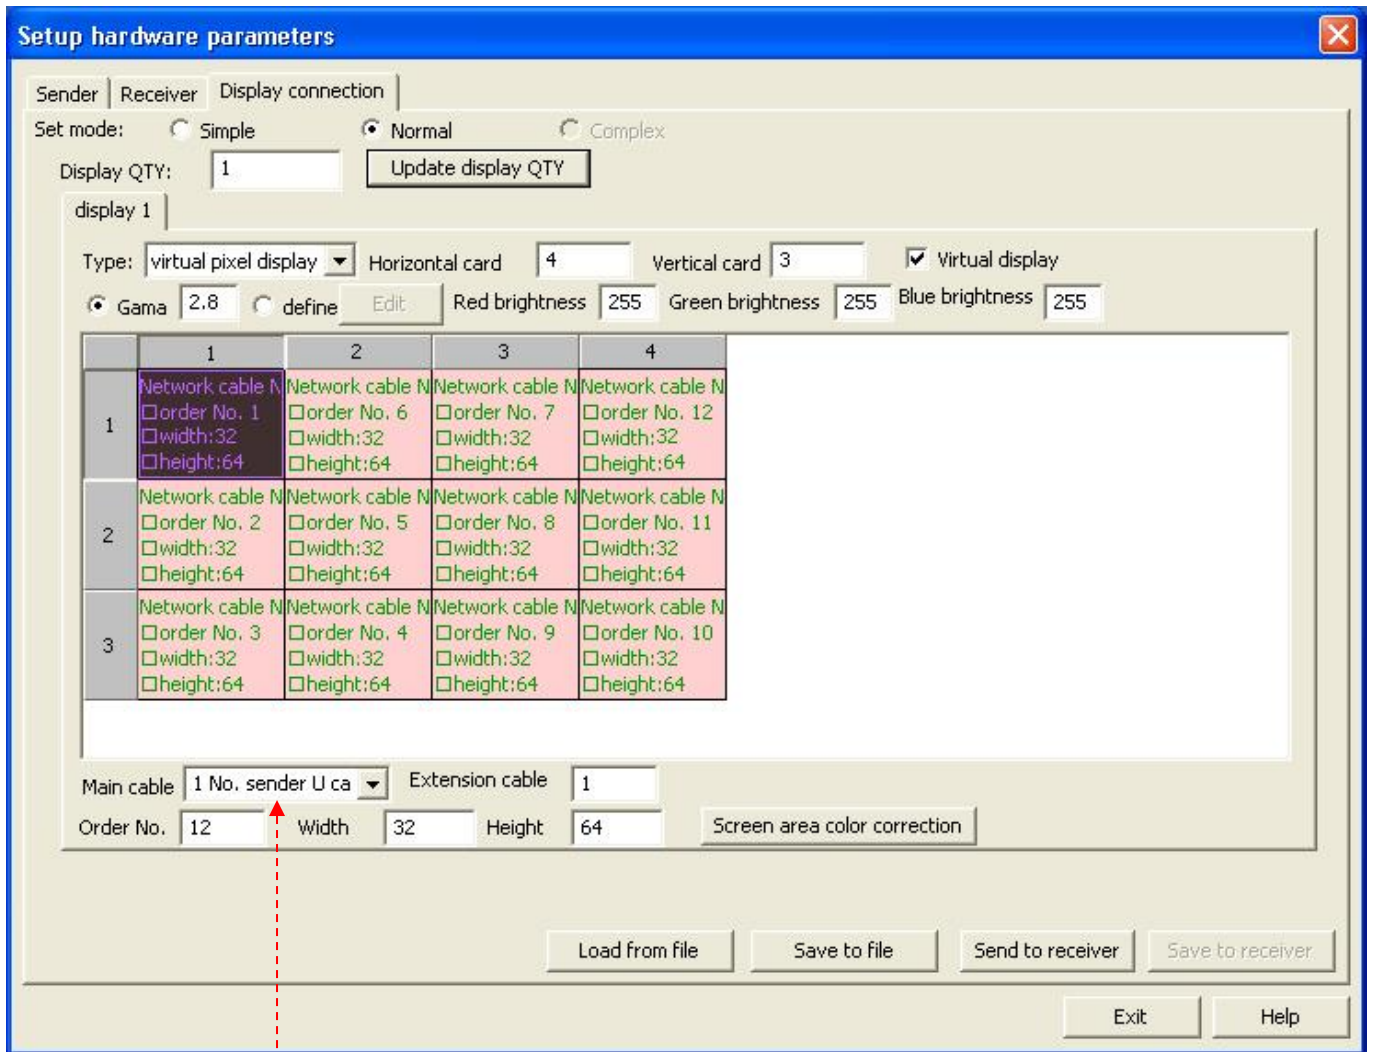 Setup hardware parameters
Sender Receiver Display connection
Set mode: Simple Normal Complex
Display QTY: 1 Update display QTY
display 1
Type: virtual pixel display Horizontal card 4 Vertical card 3 Virtual display
Gama 2.8 define Edit Red brightness 255 Green brightness 255 Blue brightness 255
1 2 3 4
Network cable N Network cable N Network cable N Network cable N
order No. 1 order No. 6 order No. 7 order No. 12
1
width:32 width:32 width:32 width:32
height:64 height:64 height:64 height:64
Network cable N Network cable N Network cable N Network cable N
order No. 2 order No. 5 order No. 8 order No. 11
2
width:32 width:32 width:32 width:32
height:64 height:64 height:64 height:64
Network cable N Network cable N Network cable N Network cable N
order No. 3 order No. 4 order No. 9 order No. 10
3
width:32 width:32 width:32 width:32
height:64 height:64 height:64 height:64
Main cable 1 No. sender U ca Extension cable 1
Order No. 12 Width 32 Height 64 Screen area color correction
Load from file Save to file Send to receiver Save to receiver
Exit Help